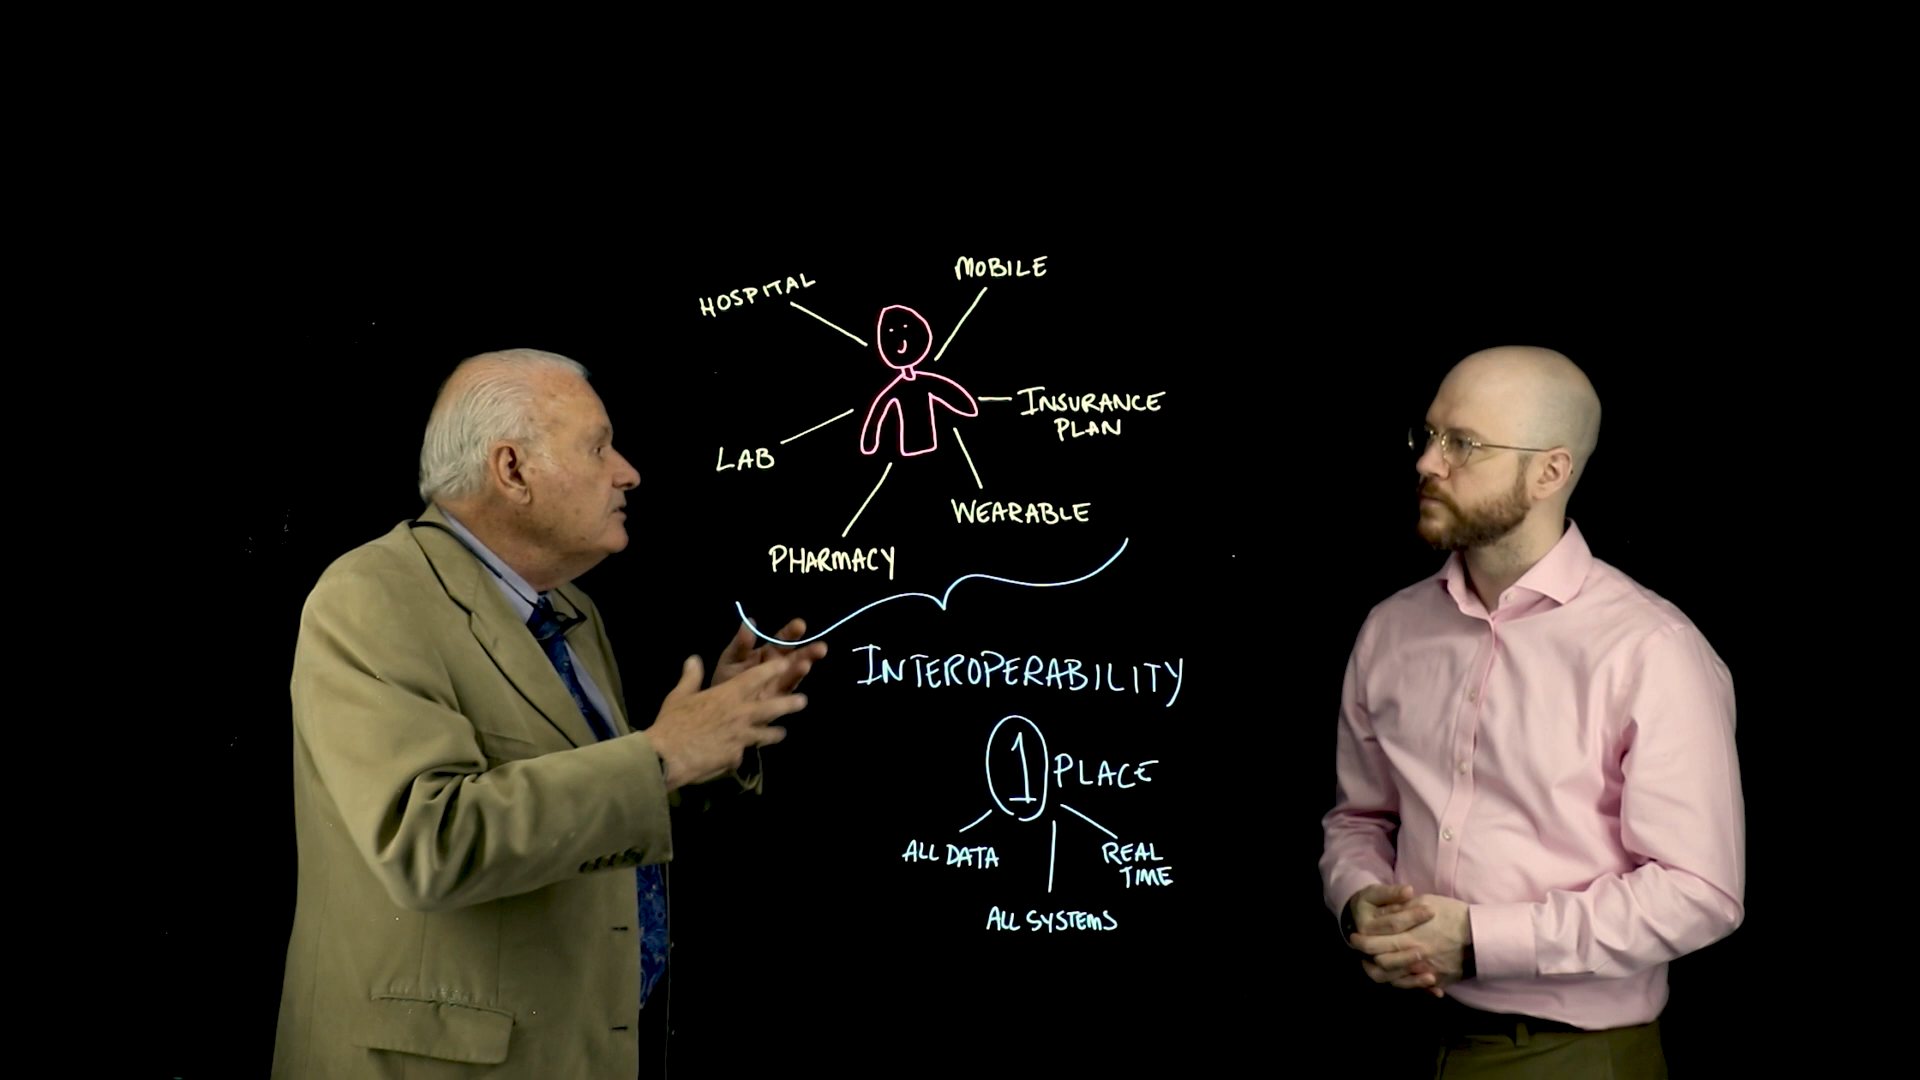 HOSPITAL
MOBILE
INSURANCE
PLAN
LAB
WEARABLE
PHARMACY
INTEROPERABILITY
1 PLACE
ALL DATA
REAL
TIME
ALL SYSTEMS